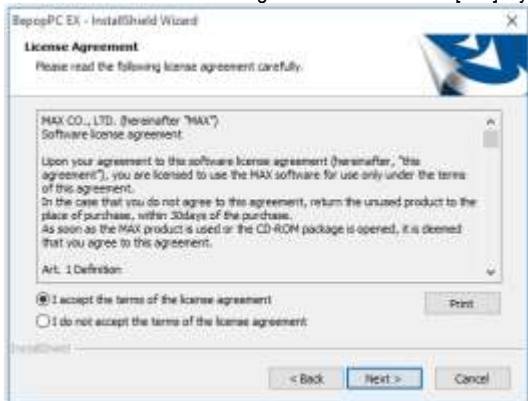 BepopPC EX - InstallShield Wizard
License Agreement
Please read the following license agreement carefully.
MAX CO., LTD. (hereinafter "MAX")
Software license agreement
Upon your agreement to this software license agreement (hereinafter, "this
agreement"), you are licensed to use the MAX software for use only under the terms
of this agreement.
In the case that you do not agree to this agreement, return the unused product to the
place of purchase, within 30days of the purchase.
As soon as the MAX product is used or the CD-ROM package is opened, it is deemed
that you agree to this agreement.
Art. 1 Definition
I accept the terms of the license agreement
Print
I do not accept the terms of the license agreement
InstallShield
< Back
Next >
Cancel